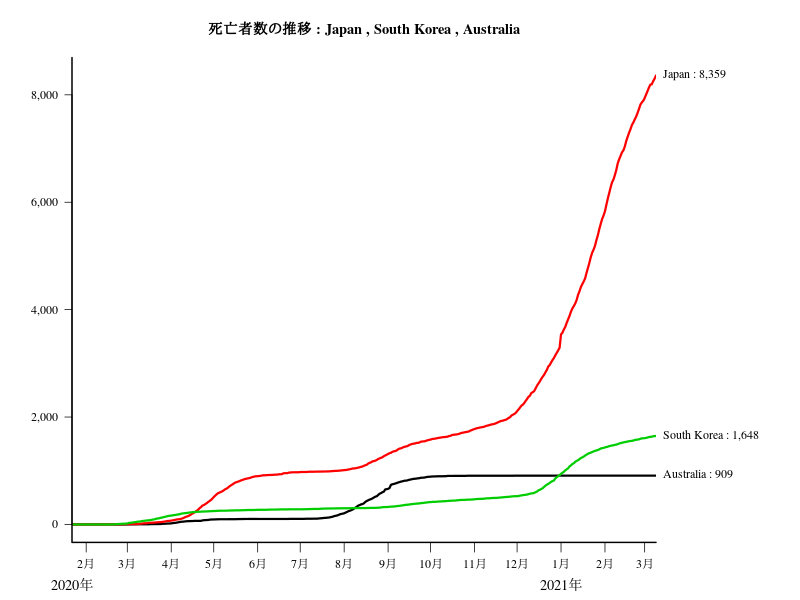 死亡者数の推移 : Japan , South Korea , Australia
Japan : 8,359
8,000
6,000
4,000
2,000
South Korea : 1,648
Australia : 909
0
2月 3月 4月 5月 6月 7月 8月 9月 10月 11月 12月 1月 2月 3月
2020年 2021年